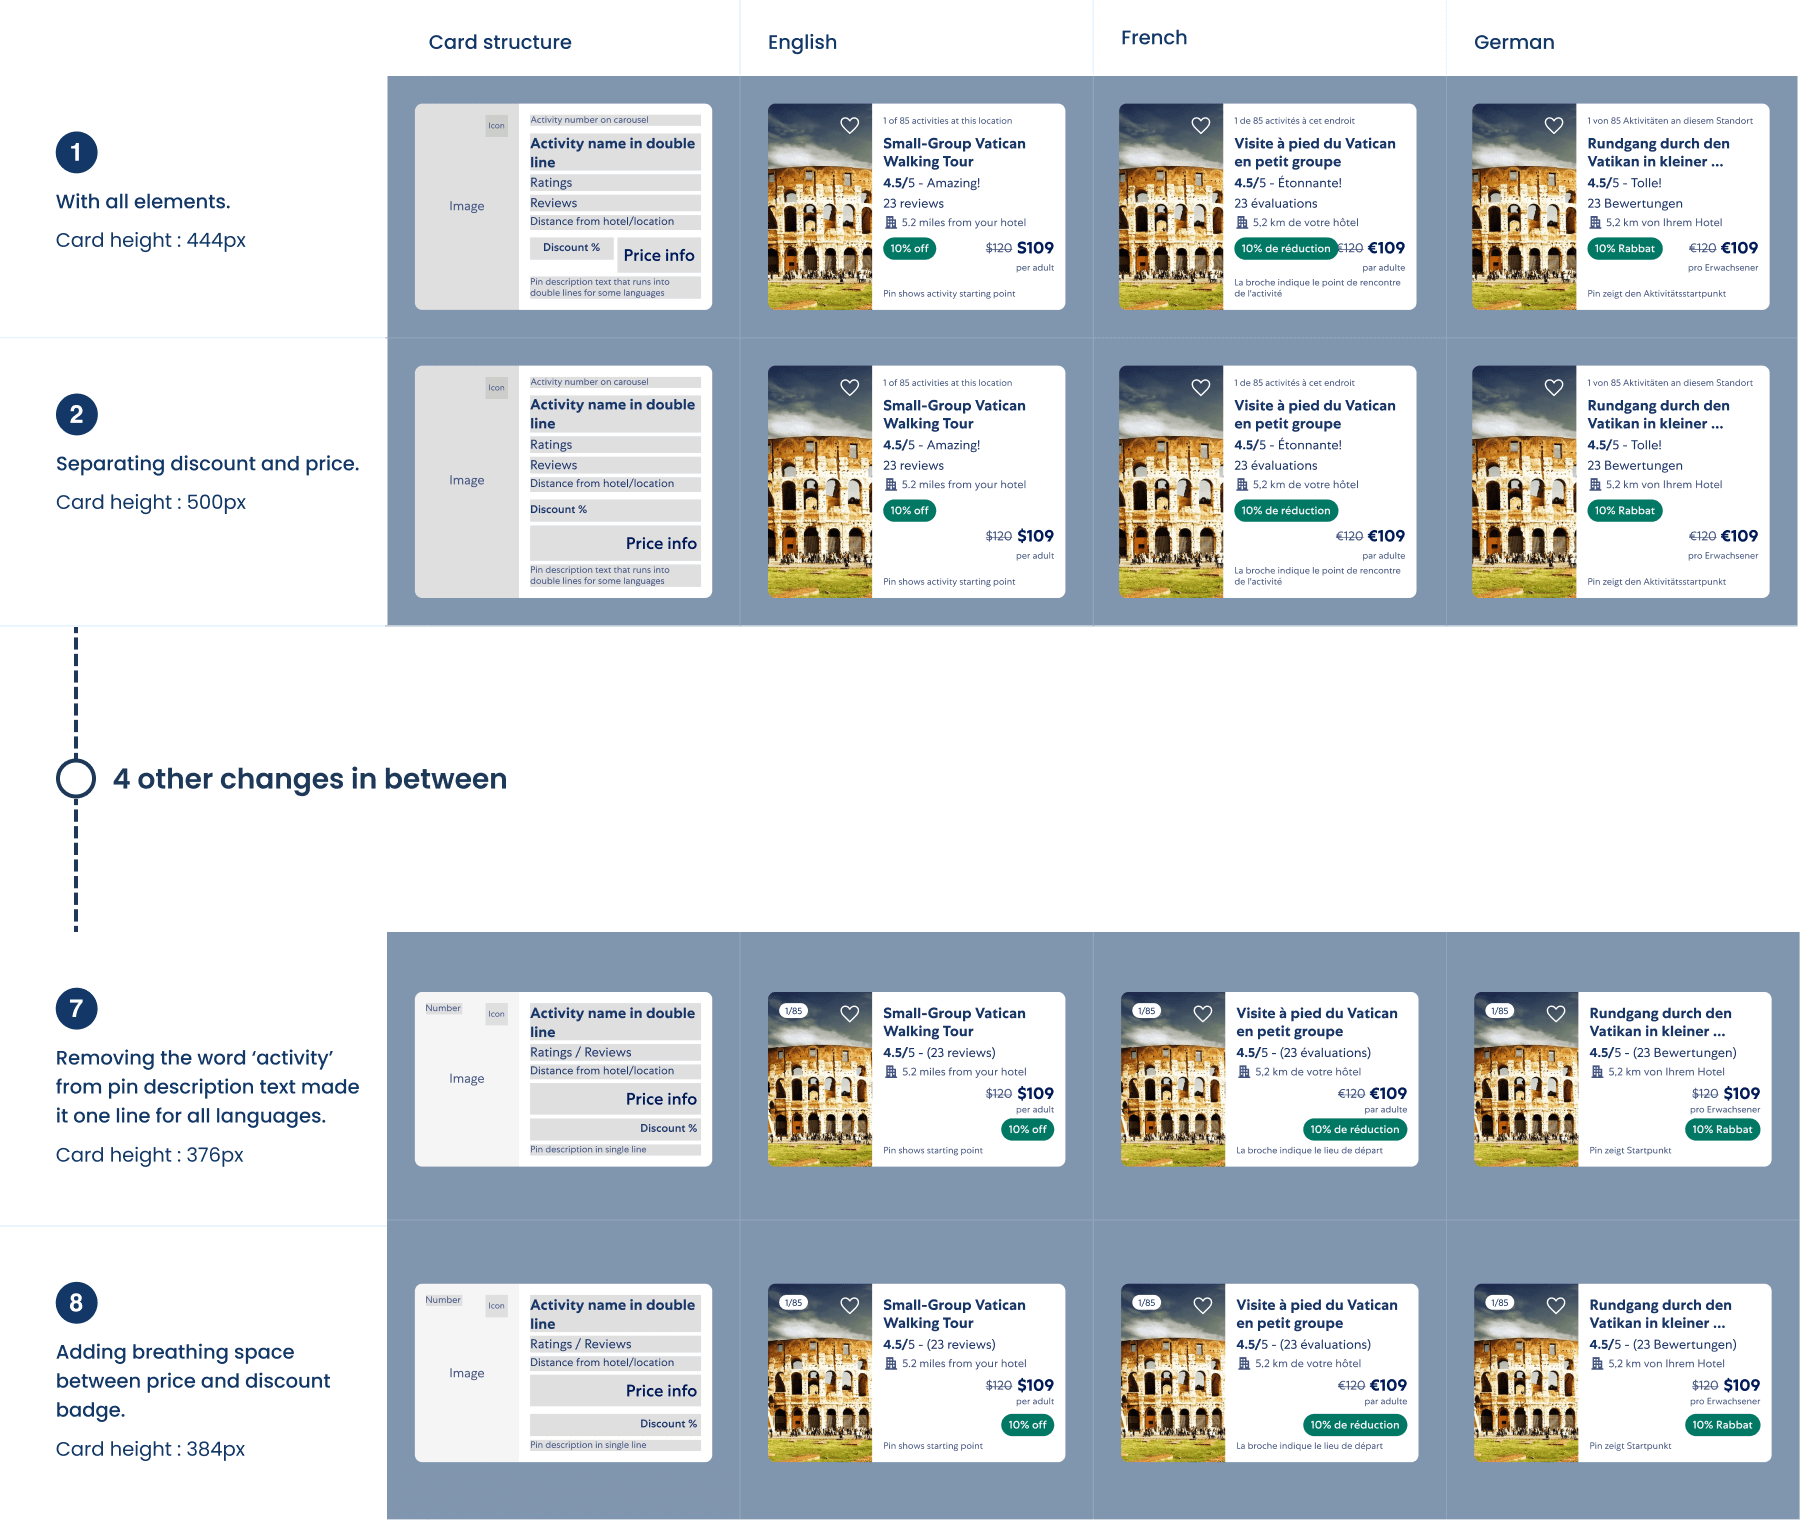 Card structure
English
French
German
1
With all elements.
Card height : 444px
Icon
Image
Activity number on carousel
Activity name in double
line
Ratings
Reviews
Distance from hotel/location
Discount %
Price info
Pin description text that runs into
double lines for some languages
1 of 85 activities at this location
Small-Group Vatican
Walking Tour
4.5/5 - Amazing!
23 reviews
5.2 miles from your hotel
10% off
$120 S109
per adult
Pin shows activity starting point
1 de 85 activités à cet endroit
Visite à pied du Vatican
en petit groupe
4.5/5 - Étonnante!
23 évaluations
5,2 km de votre hôtel
10% de réduction
€120 €109
par adulte
La broche indique le point de rencontre
de l'activité
1 von 85 Aktivitäten an diesem Standort
Rundgang durch den
Vatikan in kleiner ...
4.5/5 - Tolle!
23 Bewertungen
5,2 km von Ihrem Hotel
10% Rabbat
€120 €109
pro Erwachsener
Pin zeigt den Aktivitätsstartpunkt
2
Separating discount and price.
Card height : 500px
Icon
Image
Activity number on carousel
Activity name in double
line
Ratings
Reviews
Distance from hotel/location
Discount %
Price info
Pin description text that runs into
double lines for some languages
1 of 85 activities at this location
Small-Group Vatican
Walking Tour
4.5/5 - Amazing!
23 reviews
5.2 miles from your hotel
10% off
$120 $109
per adult
Pin shows activity starting point
1 de 85 activités à cet endroit
Visite à pied du Vatican
en petit groupe
4.5/5 - Étonnante!
23 évaluations
5,2 km de votre hôtel
10% de réduction
€120 €109
par adulte
La broche indique le point de rencontre
de l'activité
1 von 85 Aktivitäten an diesem Standort
Rundgang durch den
Vatikan in kleiner ...
4.5/5 - Tolle!
23 Bewertungen
5,2 km von Ihrem Hotel
10% Rabbat
€120 €109
pro Erwachsener
Pin zeigt den Aktivitätsstartpunkt
4 other changes in between
7
Removing the word ‘activity’
from pin description text made
it one line for all languages.
Card height : 376px
Number
Icon
Image
Activity name in double
line
Ratings / Reviews
Distance from hotel/location
Price info
Discount %
Pin description in single line
1/85
Small-Group Vatican
Walking Tour
4.5/5 - (23 reviews)
5.2 miles from your hotel
$120 $109
per adult
10% off
Pin shows starting point
1/85
Visite à pied du Vatican
en petit groupe
4.5/5 - (23 évaluations)
5,2 km de votre hôtel
€120 €109
par adulte
10% de réduction
La broche indique le lieu de départ
1/85
Rundgang durch den
Vatikan in kleiner ...
4.5/5 - (23 Bewertungen)
5,2 km von Ihrem Hotel
$120 $109
pro Erwachsener
10% Rabbat
Pin zeigt Startpunkt
8
Adding breathing space
between price and discount
badge.
Card height : 384px
Number
Icon
Image
Activity name in double
line
Ratings / Reviews
Distance from hotel/location
Price info
Discount %
Pin description in single line
1/85
Small-Group Vatican
Walking Tour
4.5/5 - (23 reviews)
5.2 miles from your hotel
$120 $109
per adult
10% off
Pin shows starting point
1/85
Visite à pied du Vatican
en petit groupe
4.5/5 - (23 évaluations)
5,2 km de votre hôtel
€120 €109
par adulte
10% de réduction
La broche indique le lieu de départ
1/85
Rundgang durch den
Vatikan in kleiner ...
4.5/5 - (23 Bewertungen)
5,2 km von Ihrem Hotel
$120 $109
pro Erwachsener
10% Rabbat
Pin zeigt Startpunkt